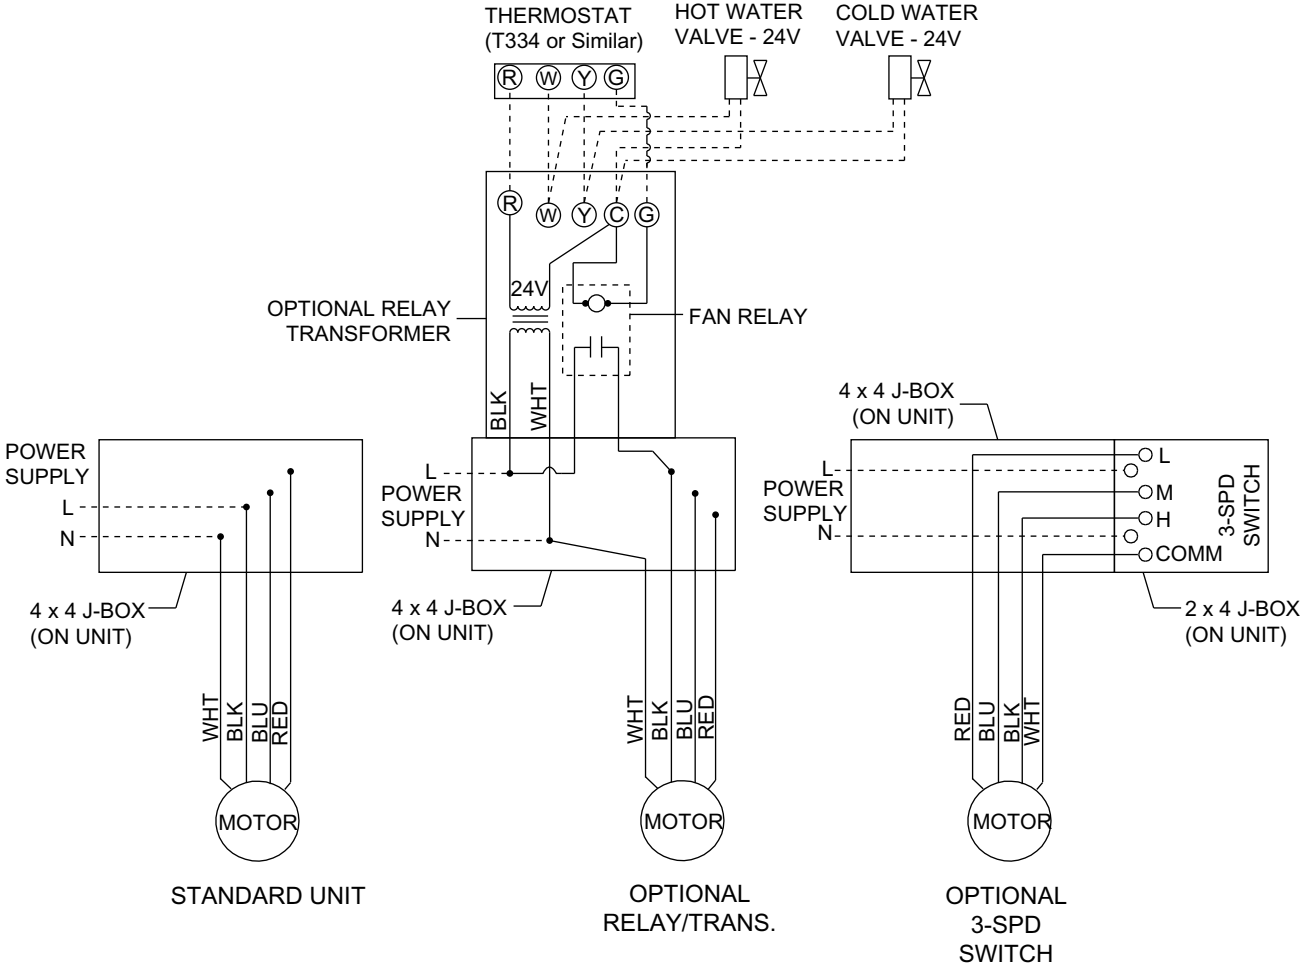 THERMOSTAT
(T334 or Similar)
HOT WATER
VALVE - 24V
COLD WATER
VALVE - 24V
R W Y G
R W Y C G
24V
OPTIONAL RELAY
TRANSFORMER
FAN RELAY
BLK
WHT
POWER
SUPPLY
L
N
4 x 4 J-BOX
(ON UNIT)
WHT
BLK
BLU
RED
MOTOR
STANDARD UNIT
L
POWER
SUPPLY
N
4 x 4 J-BOX
(ON UNIT)
WHT
BLK
BLU
RED
MOTOR
OPTIONAL
RELAY/TRANS.
4 x 4 J-BOX
(ON UNIT)
L
POWER
SUPPLY
N
L
M
H
COMM
3-SPD
SWITCH
2 x 4 J-BOX
(ON UNIT)
RED
BLU
BLK
WHT
MOTOR
OPTIONAL
3-SPD
SWITCH